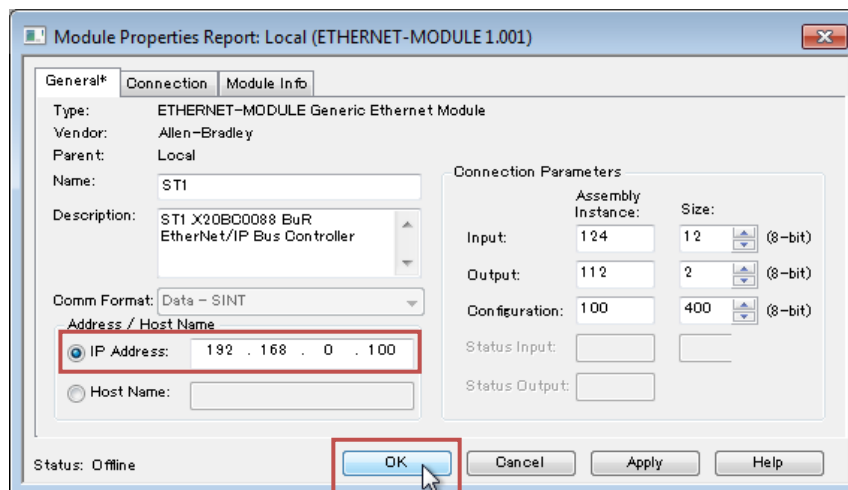 Module Properties Report: Local (ETHERNET-MODULE 1.001)
General* Connection Module Info
Type: ETHERNET-MODULE Generic Ethernet Module
Vendor: Allen-Bradley
Parent: Local
Name: ST1
Description: ST1 X20BC0088 BuR
EtherNet/IP Bus Controller
Comm Format: Data - SINT
Address / Host Name
IP Address: 192 . 168 . 0 . 100
Host Name:
Connection Parameters
Assembly
Instance: Size:
Input: 124 12 (8-bit)
Output: 112 2 (8-bit)
Configuration: 100 400 (8-bit)
Status Input:
Status Output:
Status: Offline
OK Cancel Apply Help